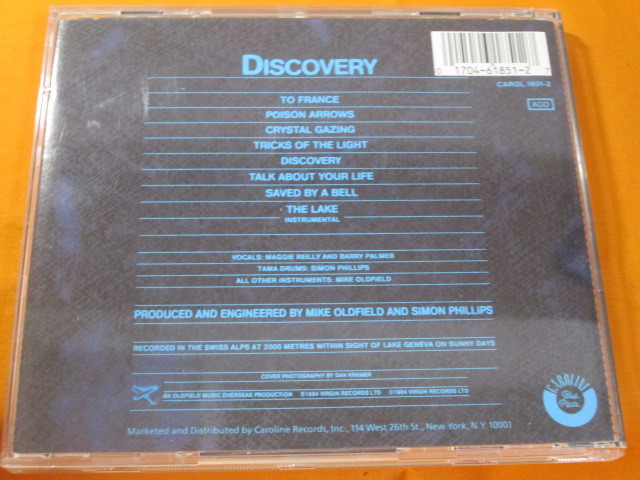 DISCOVERY
0 1704-61851-2 7
CAROL 1851-2
ADD
TO FRANCE
POISON ARROWS
CRYSTAL GAZING
TRICKS OF THE LIGHT
DISCOVERY
TALK ABOUT YOUR LIFE
SAVED BY A BELL
THE LAKE
INSTRUMENTAL
VOCALS: MAGGIE REILLY AND BARRY PALMER
TAMA DRUMS: SIMON PHILLIPS
ALL OTHER INSTRUMENTS: MIKE OLDFIELD
PRODUCED AND ENGINEERED BY MIKE OLDFIELD AND SIMON PHILLIPS
RECORDED IN THE SWISS ALPS AT 2000 METRES WITHIN SIGHT OF LAKE GENEVA ON SUNNY DAYS
COVER PHOTOGRAPHY BY DAN KRAMER
AN OLDFIELD MUSIC OVERSEAS PRODUCTION ℗1984 VIRGIN RECORDS LTD ©1984 VIRGIN RECORDS LTD
CAROLINE
Blue Plate
Marketed and Distributed by Caroline Records, Inc., 114 West 26th St., New York, N.Y. 10001